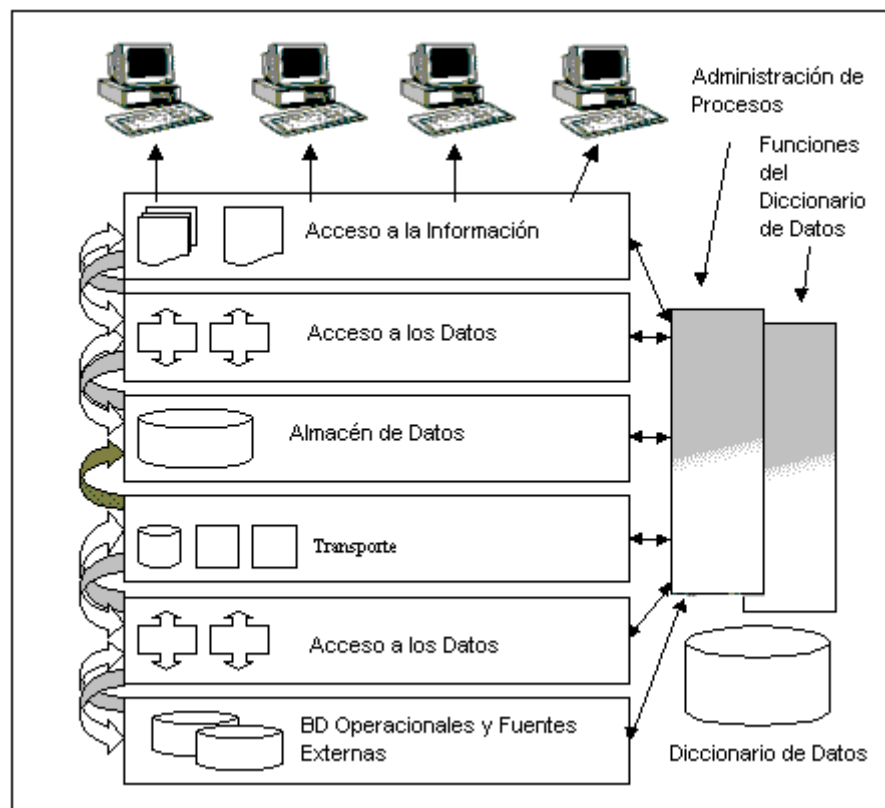 Administración de
Procesos
Funciones
del
Diccionario
de Datos
Acceso a la Información
Acceso a los Datos
Almacén de Datos
Transporte
Acceso a los Datos
BD Operacionales y Fuentes
Externas
Diccionario de Datos